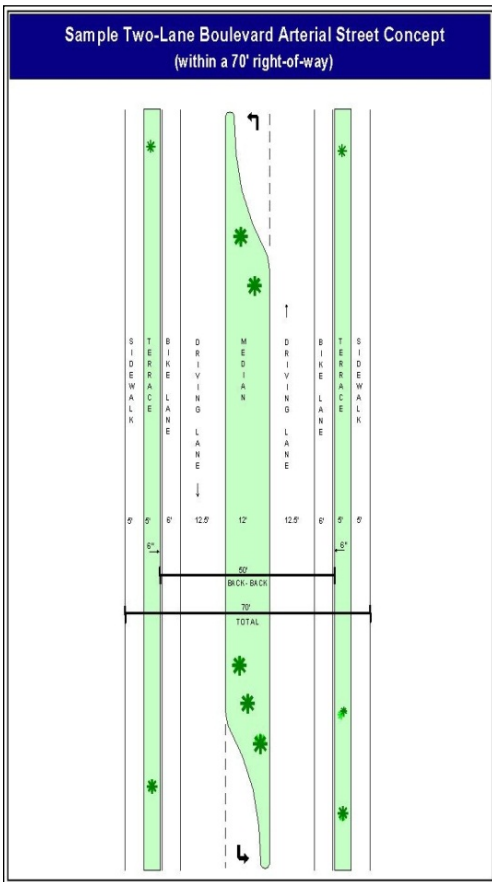 Sample Two-Lane Boulevard Arterial Street Concept
(within a 70' right-of-way)
SIDEWALK
TERRACE
BIKE LANE
DRIVING LANE
MEDIAN
DRIVING LANE
BIKE LANE
TERRACE
SIDEWALK
5' 5' 6' 12.5' 12' 12.5' 6' 5' 5'
6" 6"
50'
BACK-BACK
70'
TOTAL